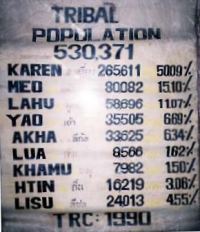 TRIBAL
POPULATION
530,371
KAREN 265611 50.09%
MEO 80082 15.10%
LAHU 58696 11.07%
YAO 35505 6.69%
AKHA 33625 6.34%
LUA 8566 1.62%
KHAMU 7982 1.50%
HTIN 16219 3.06%
LISU 24013 4.55%
TRC: 1990